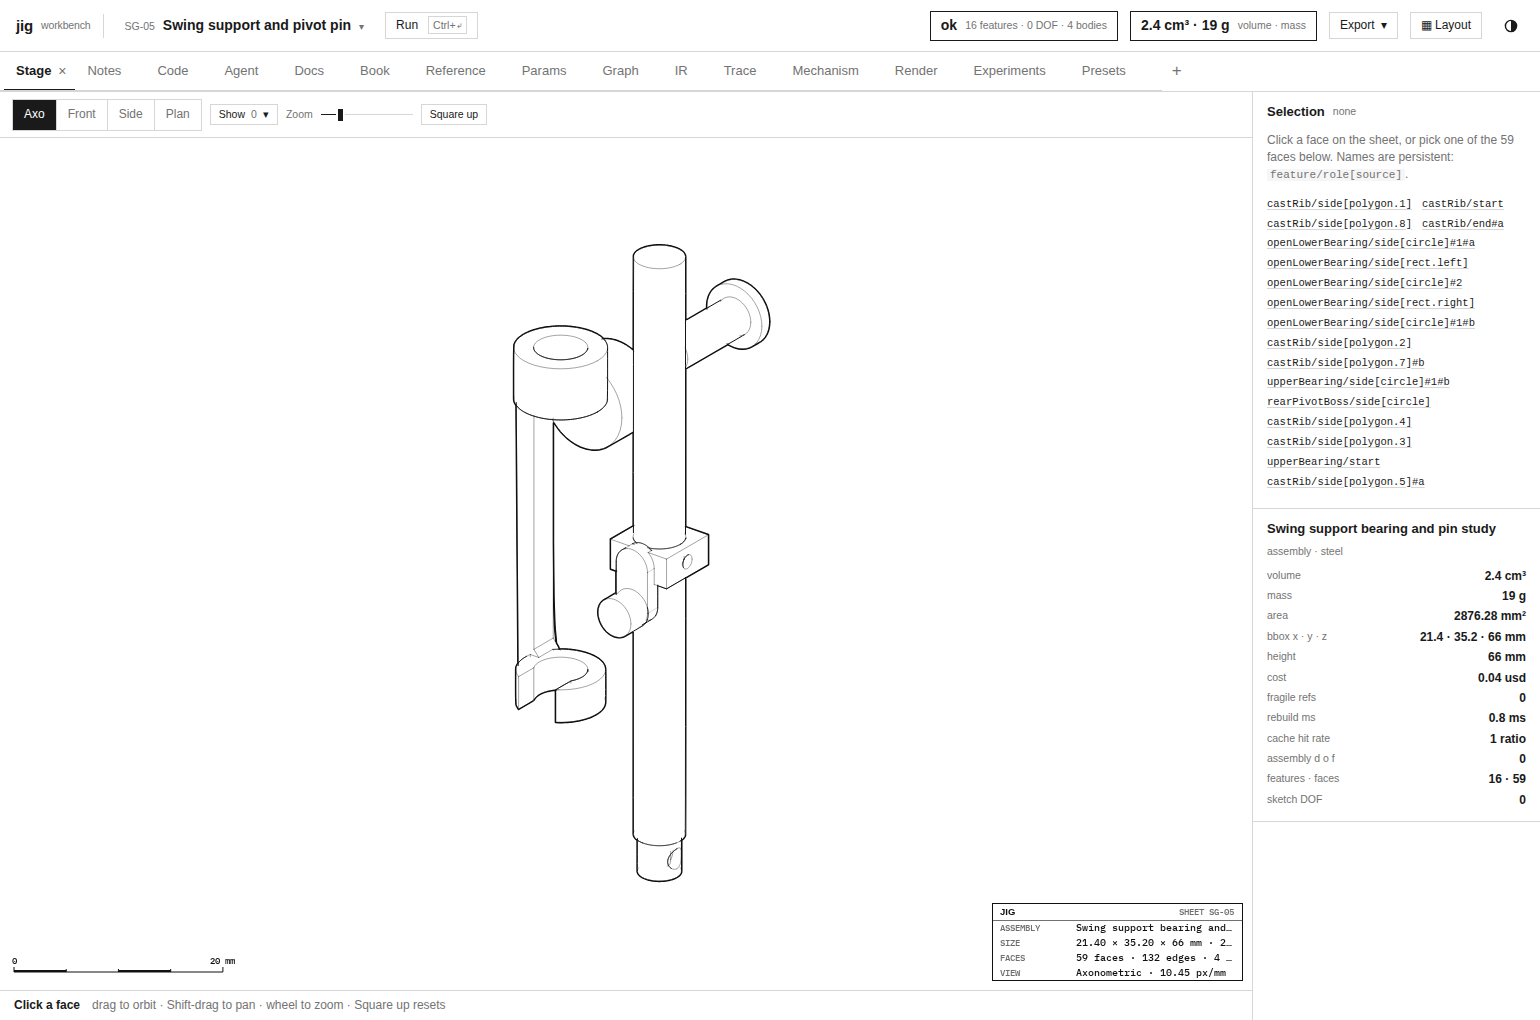 jig workbench SG-05 Swing support and pivot pin ▾ Run Ctrl+↵ ok 16 features · 0 DOF · 4 bodies 2.4 cm³ · 19 g volume · mass Export ▾ ▦ Layout
Stage × Notes Code Agent Docs Book Reference Params Graph IR Trace Mechanism Render Experiments Presets +
Axo Front Side Plan Show 0 ▾ Zoom Square up
Selection none
Click a face on the sheet, or pick one of the 59
faces below. Names are persistent:
feature/role[source].
castRib/side[polygon.1] castRib/start
castRib/side[polygon.8] castRib/end#a
openLowerBearing/side[circle]#1#a
openLowerBearing/side[rect.left]
openLowerBearing/side[circle]#2
openLowerBearing/side[rect.right]
openLowerBearing/side[circle]#1#b
castRib/side[polygon.2]
castRib/side[polygon.7]#b
upperBearing/side[circle]#1#b
rearPivotBoss/side[circle]
castRib/side[polygon.4]
castRib/side[polygon.3]
upperBearing/start
castRib/side[polygon.5]#a
Swing support bearing and pin study
assembly · steel
volume 2.4 cm³
mass 19 g
area 2876.28 mm²
bbox x · y · z 21.4 · 35.2 · 66 mm
height 66 mm
cost 0.04 usd
fragile refs 0
rebuild ms 0.8 ms
cache hit rate 1 ratio
assembly d o f 0
features · faces 16 · 59
sketch DOF 0
JIG SHEET SG-05
ASSEMBLY Swing support bearing and…
SIZE 21.40 × 35.20 × 66 mm · 2…
FACES 59 faces · 132 edges · 4 …
VIEW Axonometric · 10.45 px/mm
0 20 mm
Click a face drag to orbit · Shift-drag to pan · wheel to zoom · Square up resets